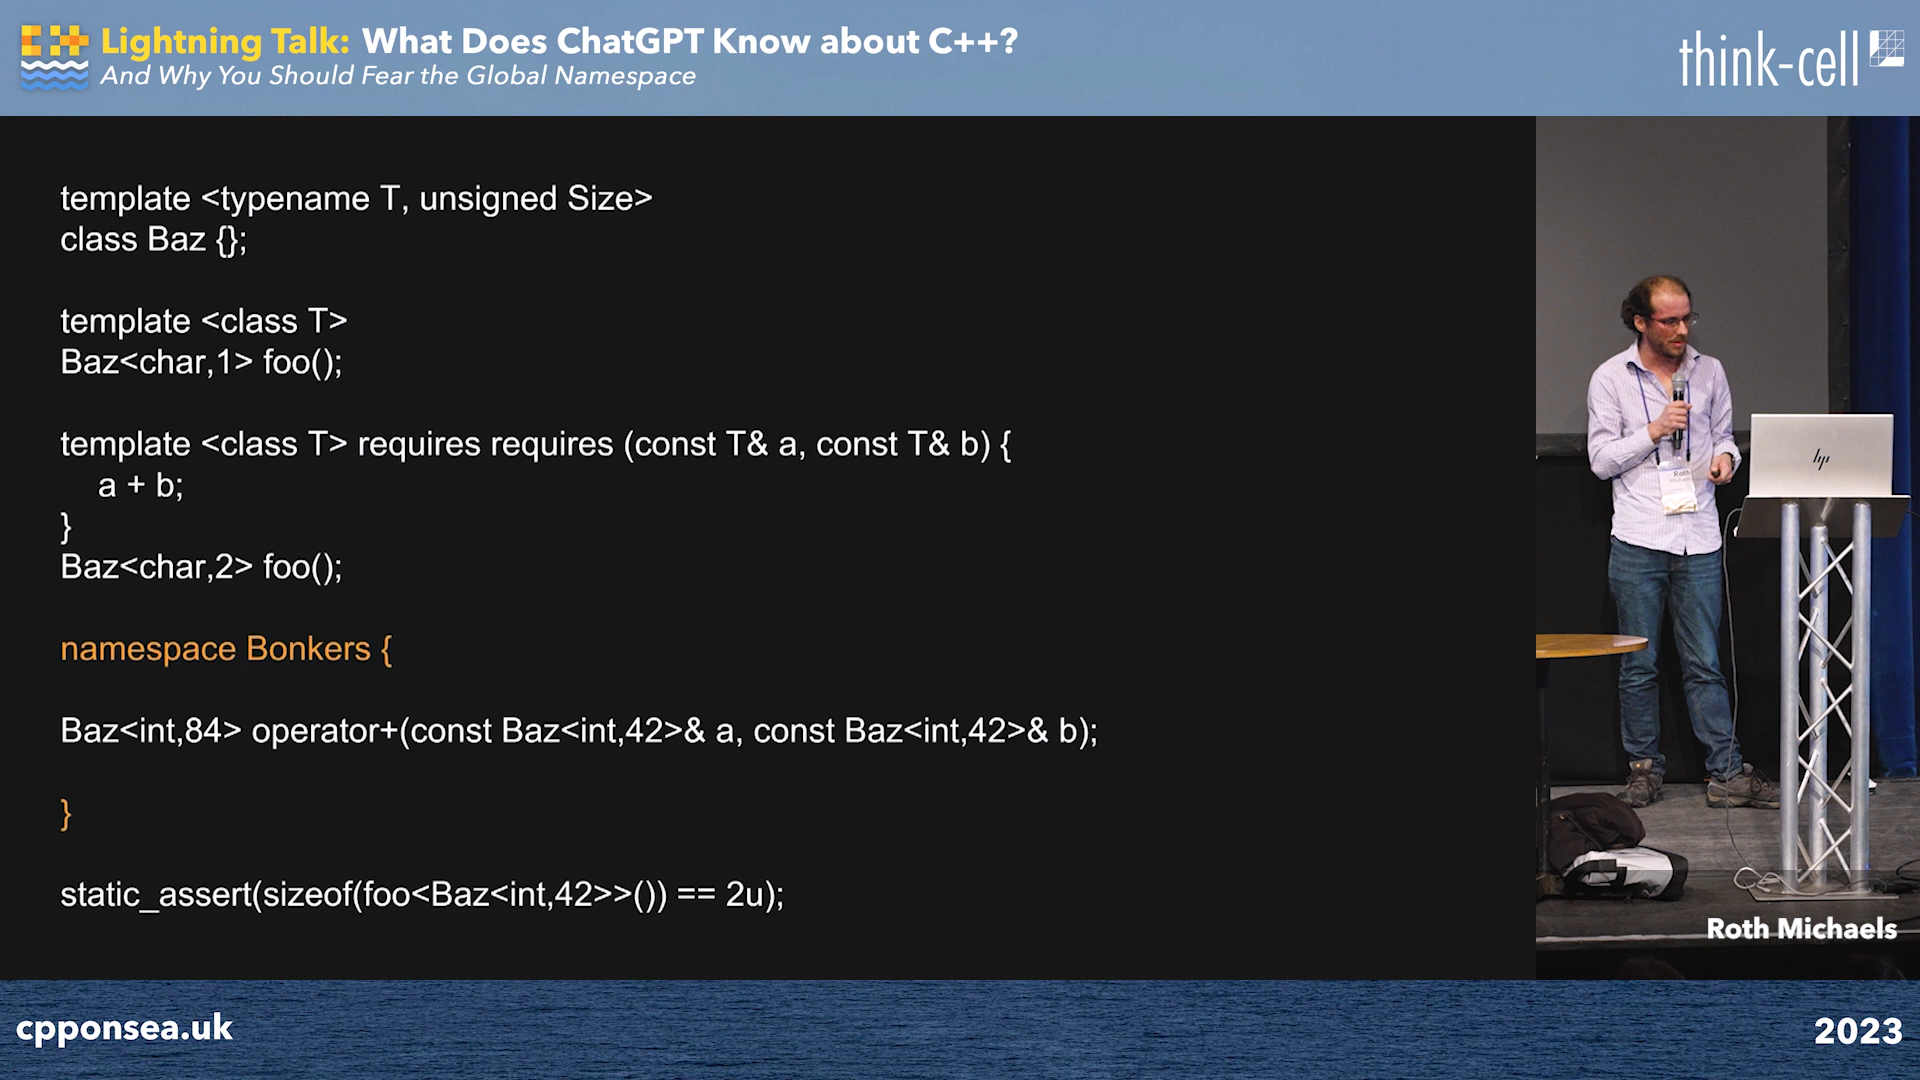 Lightning Talk: What Does ChatGPT Know about C++?
And Why You Should Fear the Global Namespace
think-cell
template <typename T, unsigned Size>
class Baz {};
template <class T>
Baz<char,1> foo();
template <class T> requires requires (const T& a, const T& b) {
    a + b;
}
Baz<char,2> foo();
namespace Bonkers {
Baz<int,84> operator+(const Baz<int,42>& a, const Baz<int,42>& b);
}
static_assert(sizeof(foo<Baz<int,42>>()) == 2u);
hp
Roth
Roth Michaels
cpponsea.uk
2023